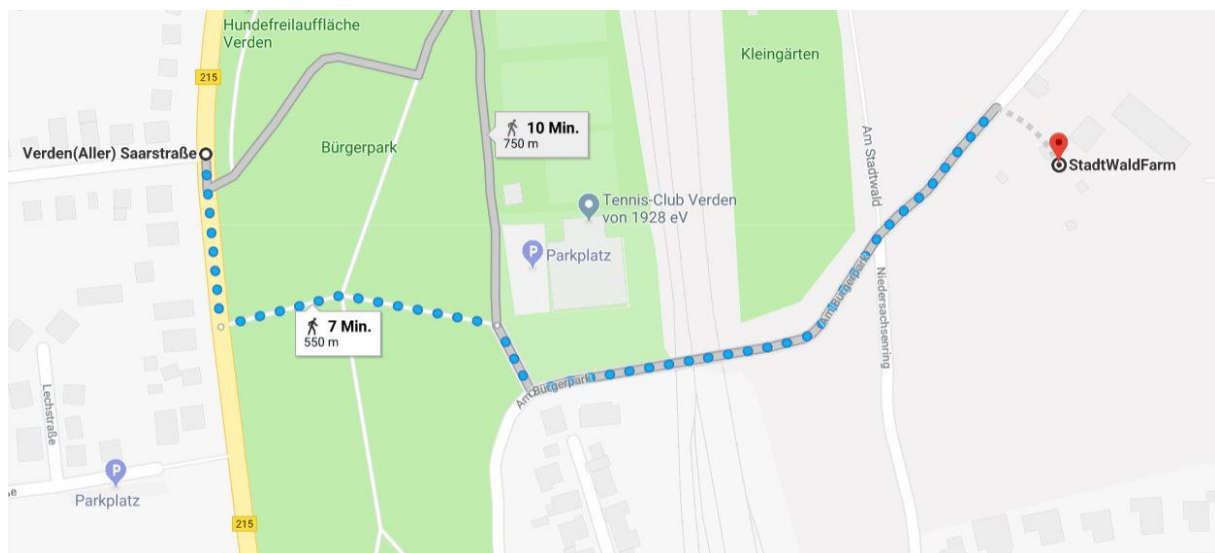 Hundefreilauffläche
Verden
215
Kleingärten
10 Min.
750 m
Verden(Aller) Saarstraße
Bürgerpark
Am Stadtwald
StadtWaldFarm
Tennis-Club Verden
von 1928 eV
P
Parkplatz
Am Bürgerpark
Niedersachsenring
7 Min.
550 m
Am Bürgerpark
Lechstraße
P
Parkplatz
215